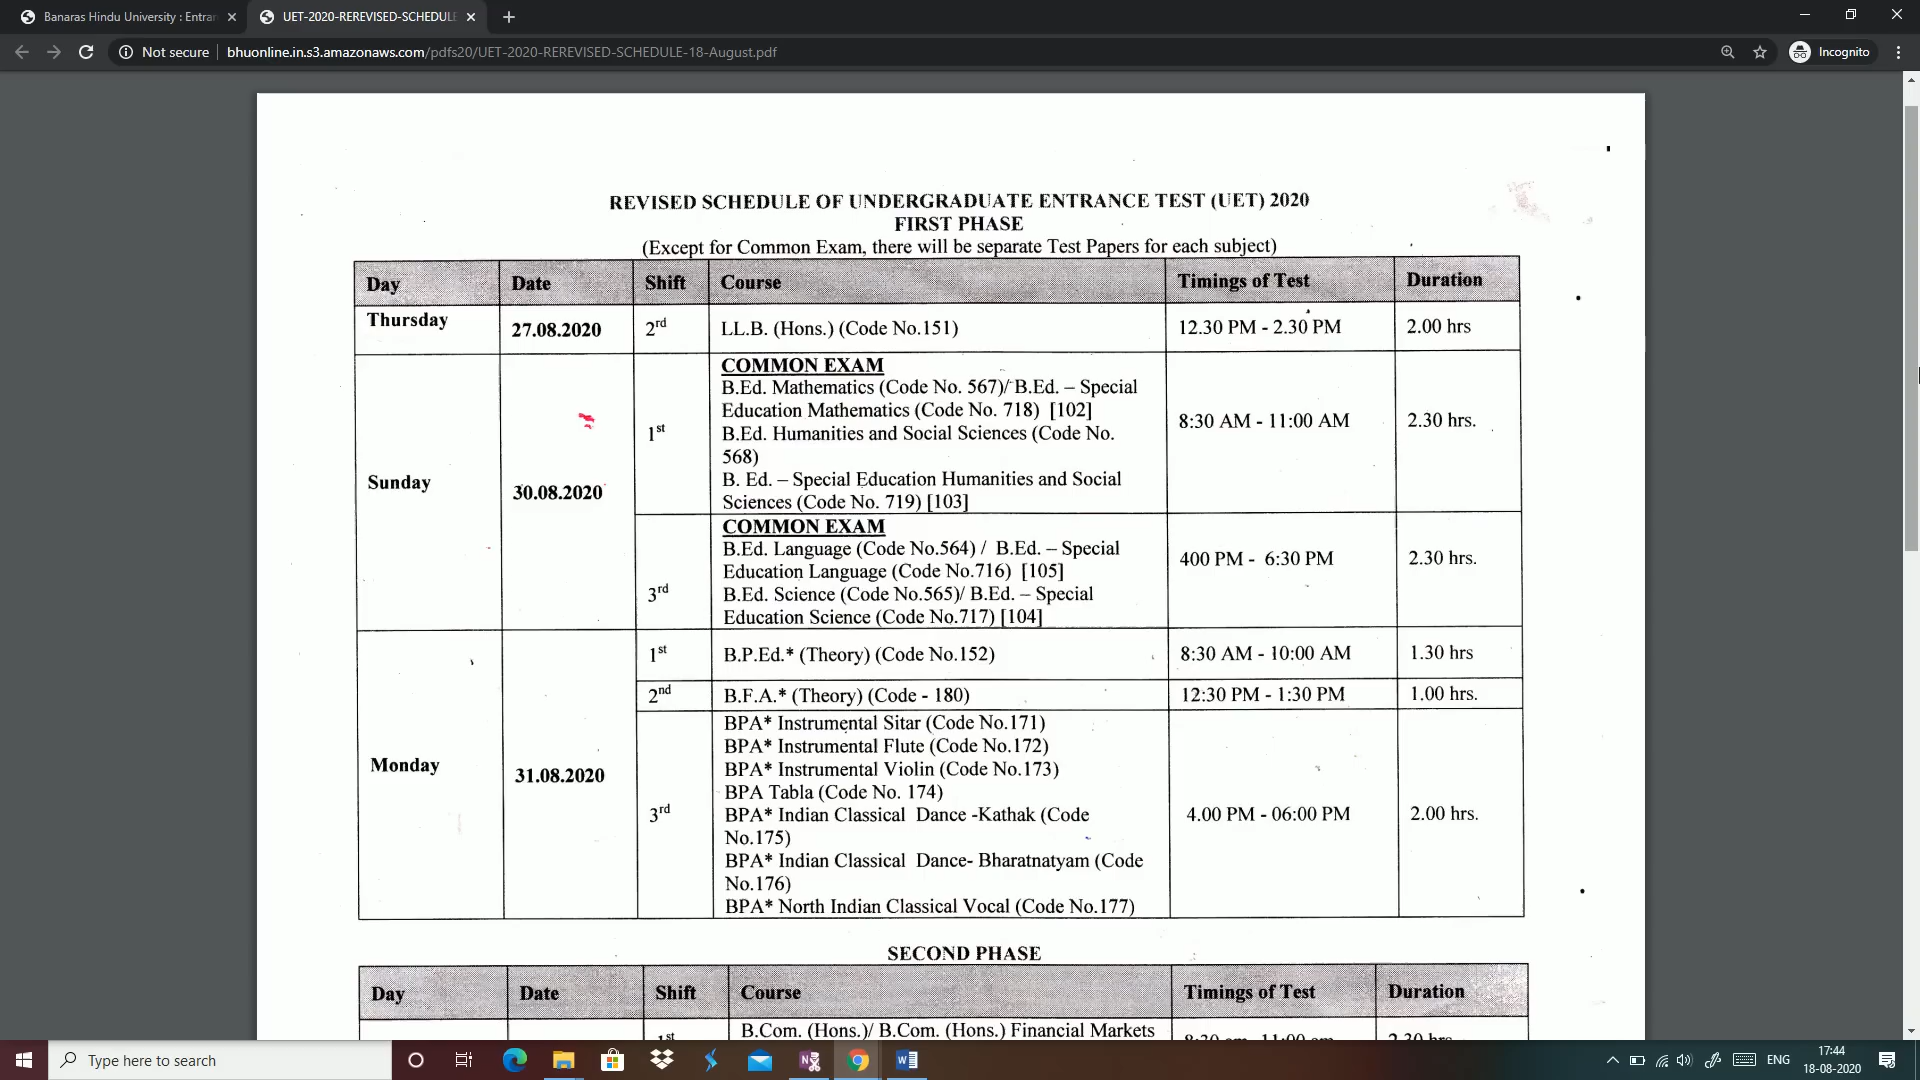 Banaras Hindu University : Entran
UET-2020-REREVISED-SCHEDULE
Not secure
bhuonline.in.s3.amazonaws.com/pdfs20/UET-2020-REREVISED-SCHEDULE-18-August.pdf
Incognito
REVISED SCHEDULE OF UNDERGRADUATE ENTRANCE TEST (UET) 2020
FIRST PHASE
(Except for Common Exam, there will be separate Test Papers for each subject)
Day Date Shift Course Timings of Test Duration
Thursday 27.08.2020 2rd LL.B. (Hons.) (Code No.151) 12.30 PM - 2.30 PM 2.00 hrs
Sunday 30.08.2020
1st
COMMON EXAM
B.Ed. Mathematics (Code No. 567)/ B.Ed. – Special
Education Mathematics (Code No. 718) [102]
B.Ed. Humanities and Social Sciences (Code No.
568)
B. Ed. – Special Education Humanities and Social
Sciences (Code No. 719) [103]
8:30 AM - 11:00 AM 2.30 hrs.
3rd
COMMON EXAM
B.Ed. Language (Code No.564) / B.Ed. – Special
Education Language (Code No.716) [105]
B.Ed. Science (Code No.565)/ B.Ed. – Special
Education Science (Code No.717) [104]
400 PM - 6:30 PM 2.30 hrs.
Monday 31.08.2020
1st B.P.Ed.* (Theory) (Code No.152) 8:30 AM - 10:00 AM 1.30 hrs
2nd B.F.A.* (Theory) (Code - 180) 12:30 PM - 1:30 PM 1.00 hrs.
3rd
BPA* Instrumental Sitar (Code No.171)
BPA* Instrumental Flute (Code No.172)
BPA* Instrumental Violin (Code No.173)
BPA Tabla (Code No. 174)
BPA* Indian Classical Dance -Kathak (Code
No.175)
BPA* Indian Classical Dance- Bharatnatyam (Code
No.176)
BPA* North Indian Classical Vocal (Code No.177)
4.00 PM - 06:00 PM 2.00 hrs.
SECOND PHASE
Day Date Shift Course Timings of Test Duration
1st B.Com. (Hons.)/ B.Com. (Hons.) Financial Markets 8:30 am - 11:00 am 2.30 hrs
Type here to search
ENG
17:44
18-08-2020